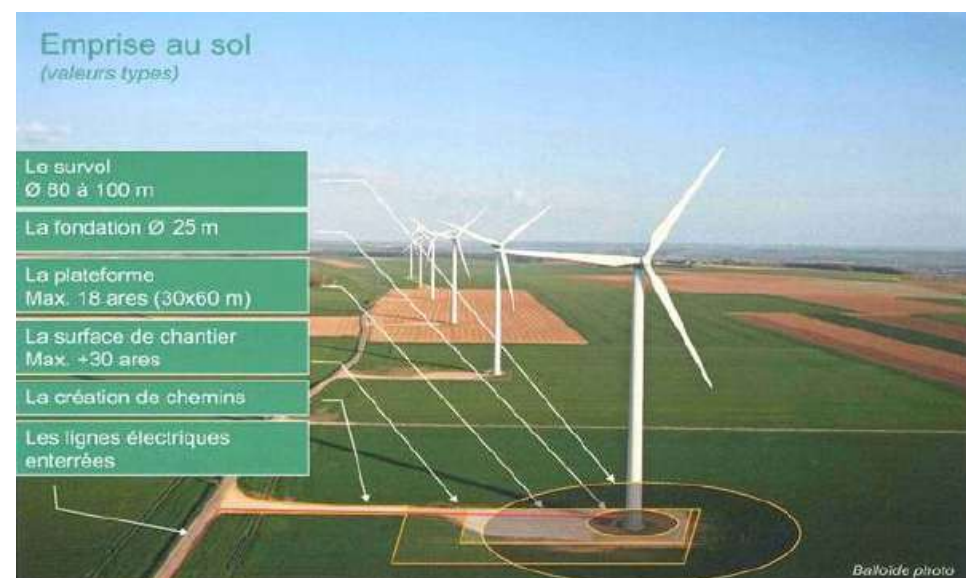 Emprise au sol
(valeurs types)
Le survol
Ø 80 à 100 m
La fondation Ø 25 m
La plateforme
Max. 18 ares (30x60 m)
La surface de chantier
Max. +30 ares
La création de chemins
Les lignes électriques
enterrées
Balloïde photo